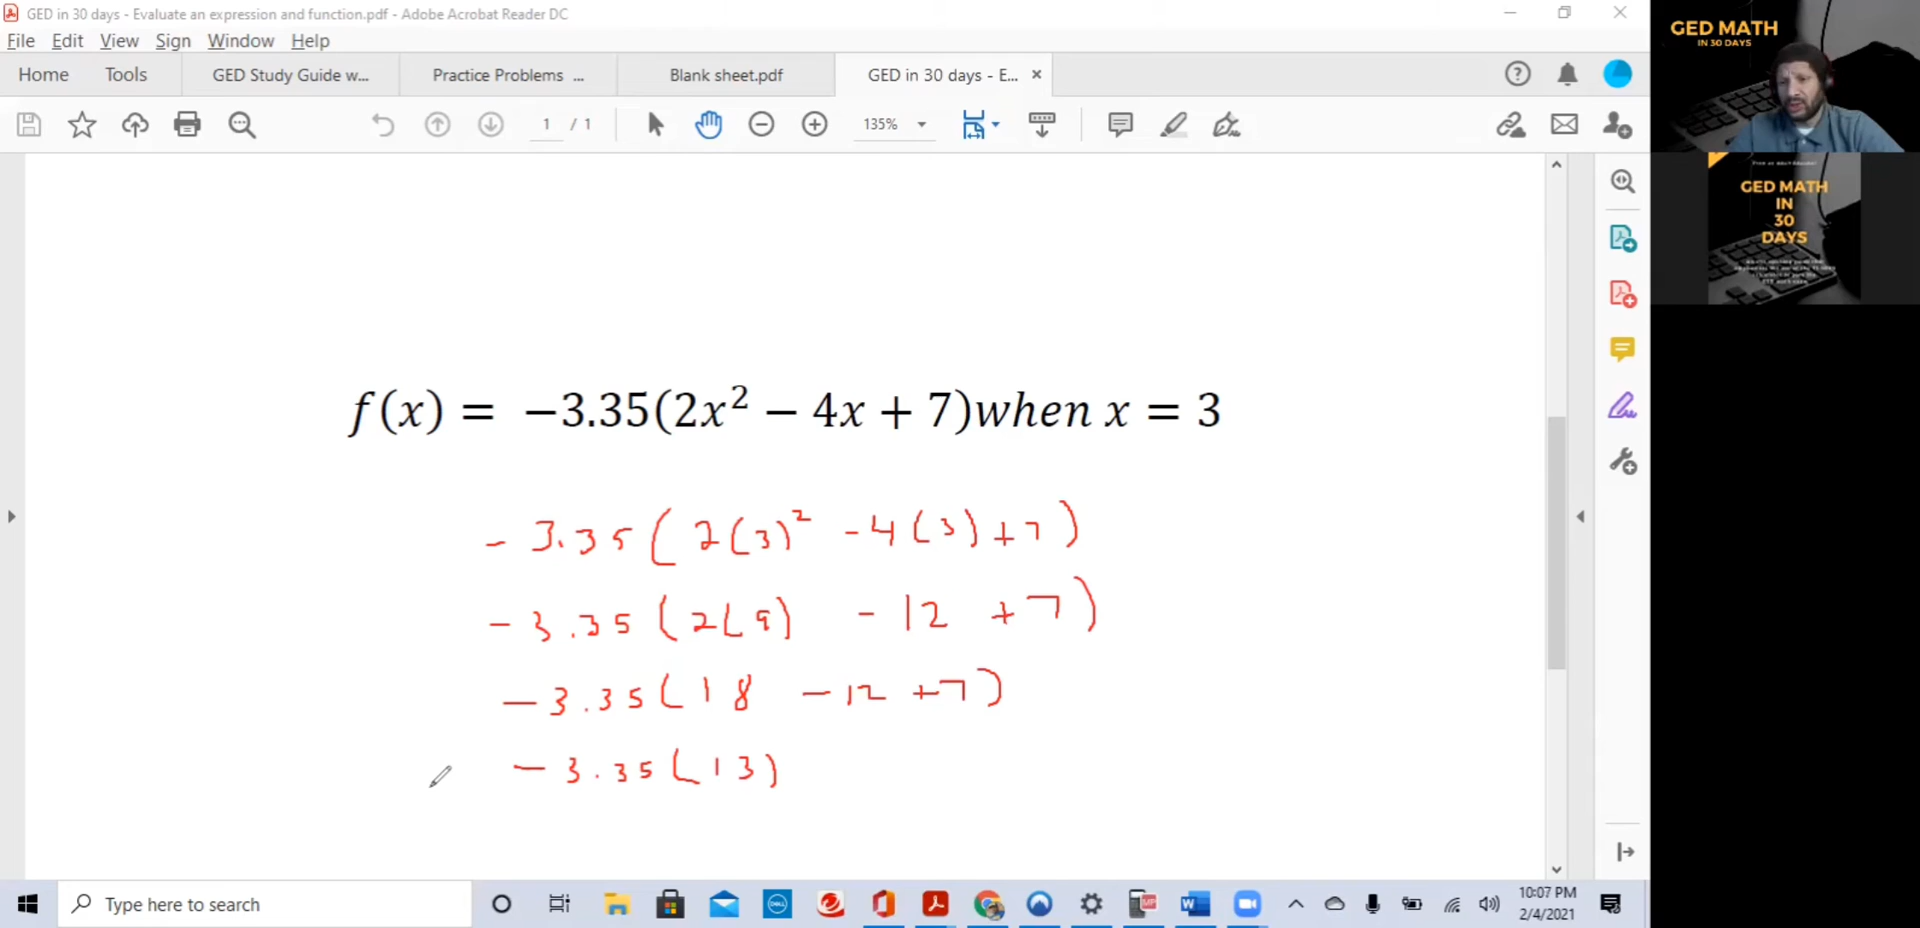 GED in 30 days - Evaluate an expression and function.pdf - Adobe Acrobat Reader DC
File Edit View Sign Window Help
Home Tools GED Study Guide w... Practice Problems ... Blank sheet.pdf GED in 30 days - E... ×
1 / 1 135%
f(x) = −3.35(2x² − 4x + 7)when x = 3
- 3.35 ( 2(3)² - 4(3) + 7 )
- 3.35 ( 2(9) - 12 + 7 )
- 3.35 ( 18 - 12 + 7 )
- 3.35 ( 13 )
GED MATH
IN 30 DAYS
GED MATH
IN
30
DAYS
Type here to search
10:07 PM
2/4/2021